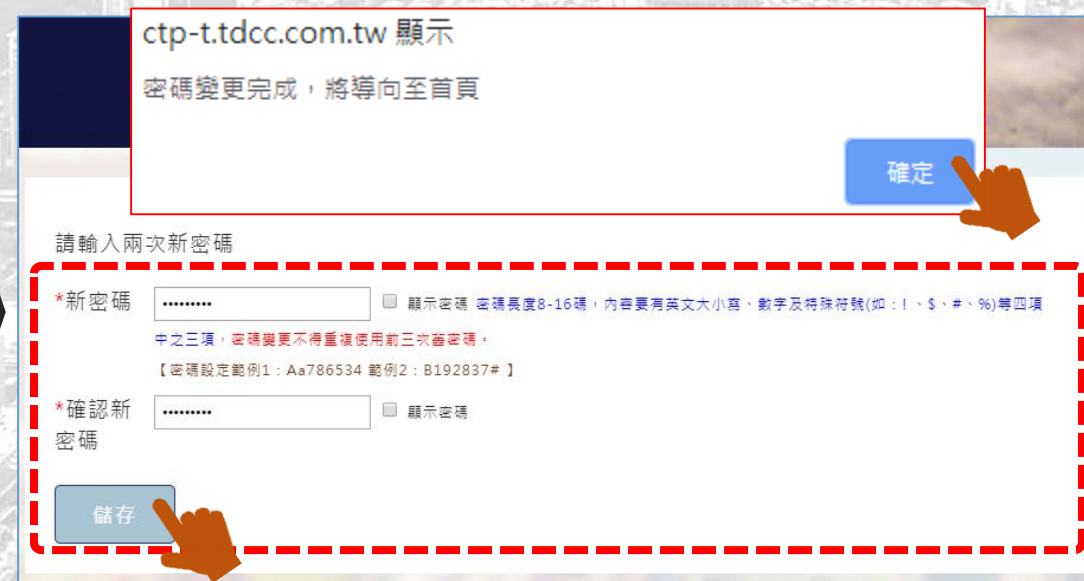 ctp-t.tdcc.com.tw 顯示
密碼變更完成，將導向至首頁
確定
請輸入兩次新密碼
*新密碼 ••••••••• 顯示密碼 密碼長度8-16碼，內容要有英文大小寫、數字及特殊符號(如：!、$、#、%)等四項
中之三項，密碼變更不得重複使用前三次舊密碼。
【密碼設定範例1：Aa786534 範例2：B192837# 】
*確認新 ••••••••• 顯示密碼
密碼
儲存